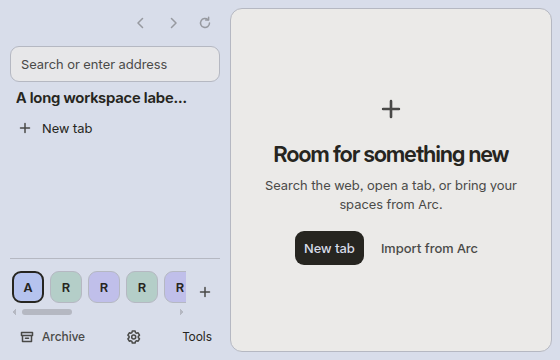 Search or enter address
A long workspace labe...
New tab
Room for something new
Search the web, open a tab, or bring your
spaces from Arc.
New tab
Import from Arc
A
R
R
R
R
Archive
Tools